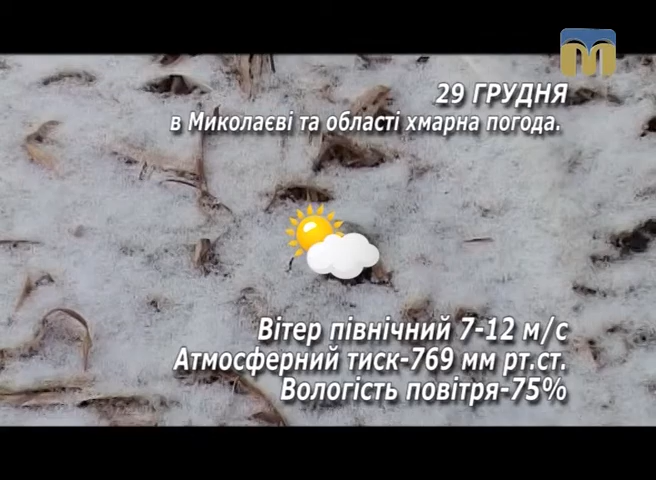 29 ГРУДНЯ
в Миколаєві та області хмарна погода.
Вітер північний 7-12 м/с
Атмосферний тиск-769 мм рт.ст.
Вологість повітря-75%